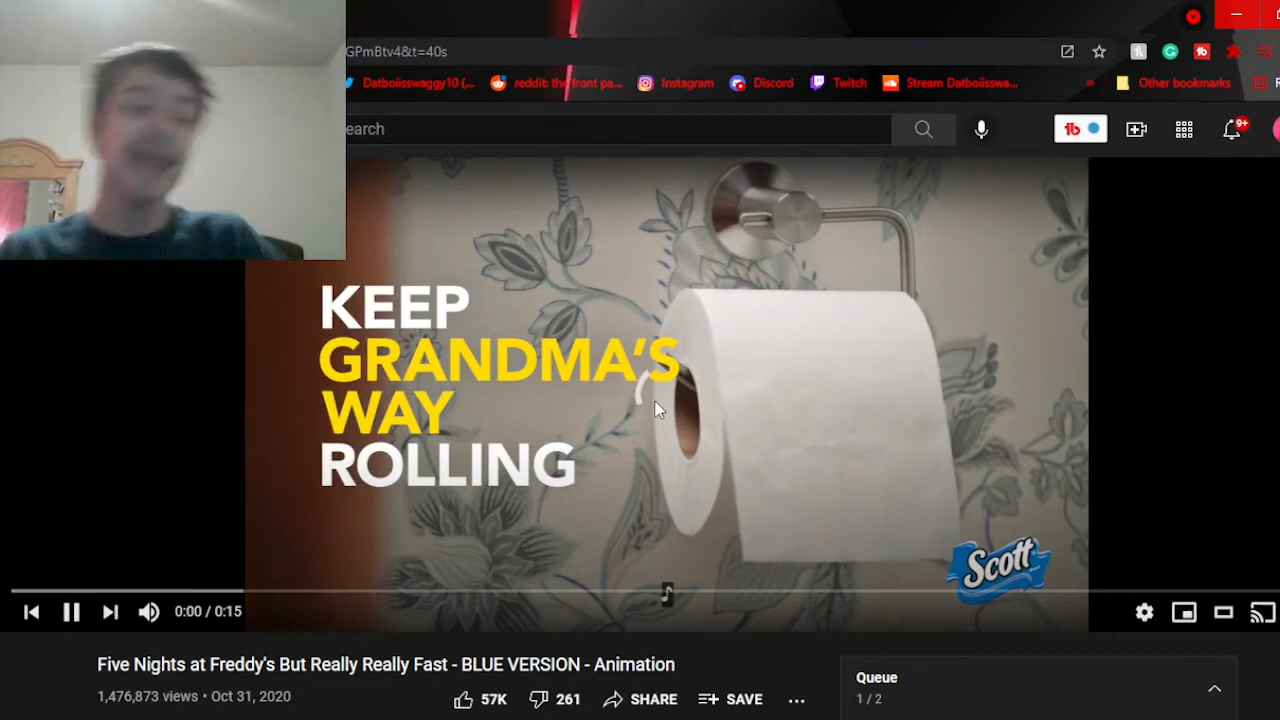 GPmBtv4&t=40s
Datboiisswaggy10 (...
reddit: the front pa...
Instagram
Discord
Twitch
Stream Datboiisswa...
»
Other bookmarks
earch
9+
KEEP
GRANDMA'S
WAY
ROLLING
Scott
0:00 / 0:15
Five Nights at Freddy's But Really Really Fast - BLUE VERSION - Animation
1,476,873 views • Oct 31, 2020
57K
261
SHARE
SAVE
...
Queue
1 / 2